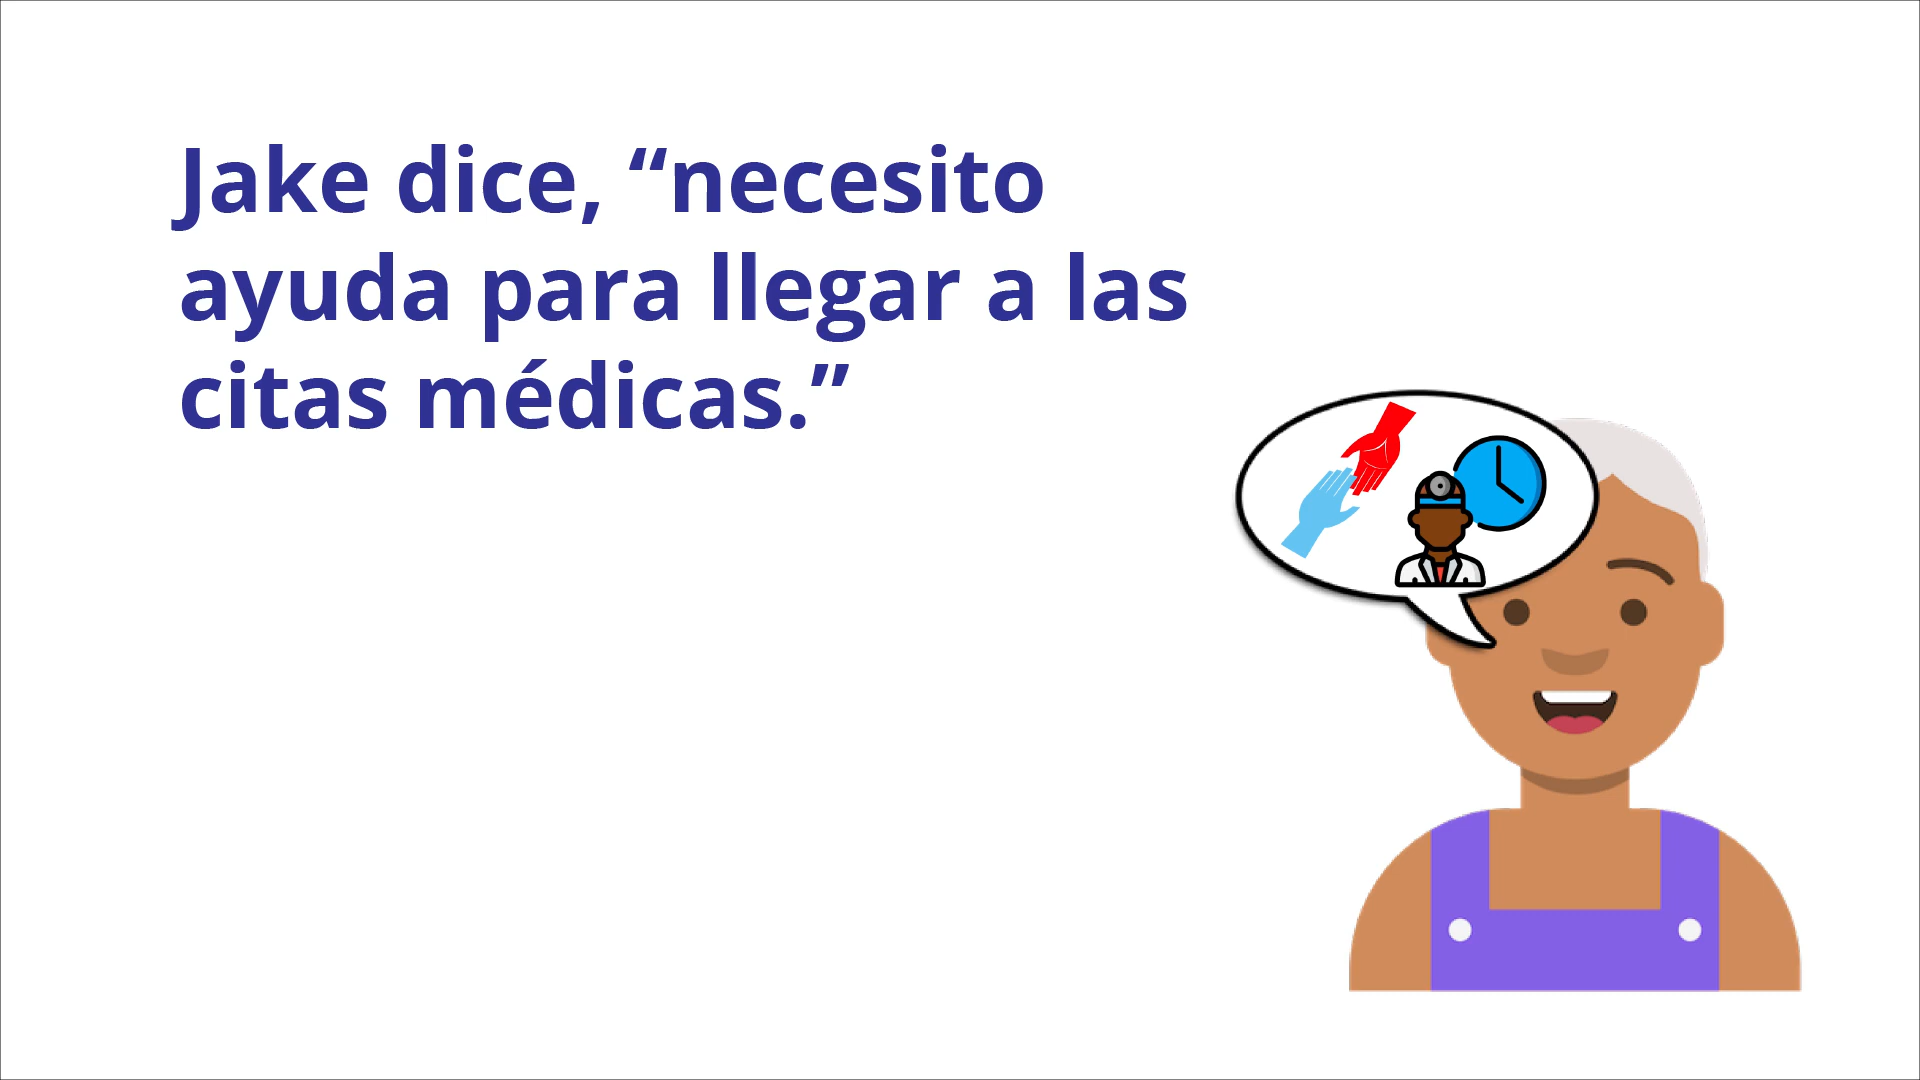 Jake dice, “necesito
ayuda para llegar a las
citas médicas.”